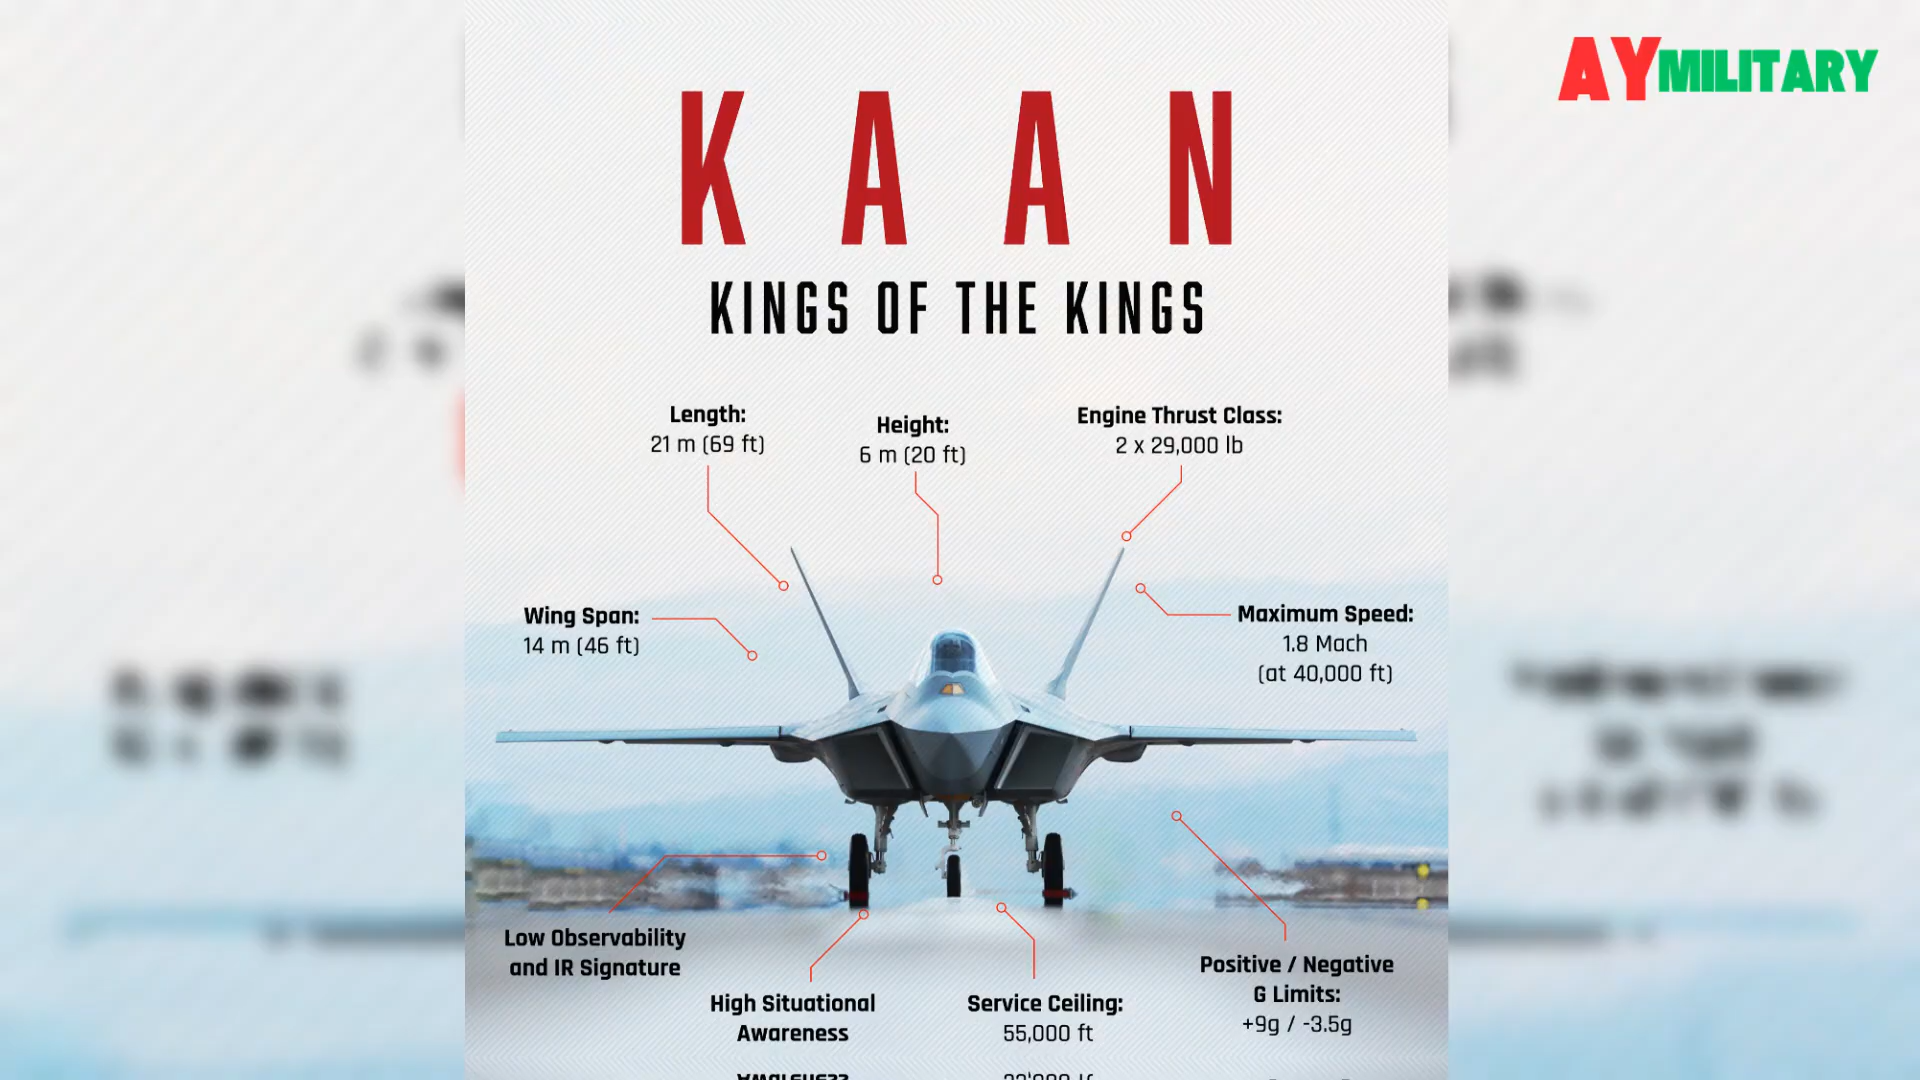 AYMILITARY
KAAN
KINGS OF THE KINGS
Length:
21 m (69 ft)
Height:
6 m (20 ft)
Engine Thrust Class:
2 x 29,000 lb
Wing Span:
14 m (46 ft)
Maximum Speed:
1.8 Mach
(at 40,000 ft)
Low Observability
and IR Signature
High Situational
Awareness
Service Ceiling:
55,000 ft
Positive / Negative
G Limits:
+9g / -3.5g